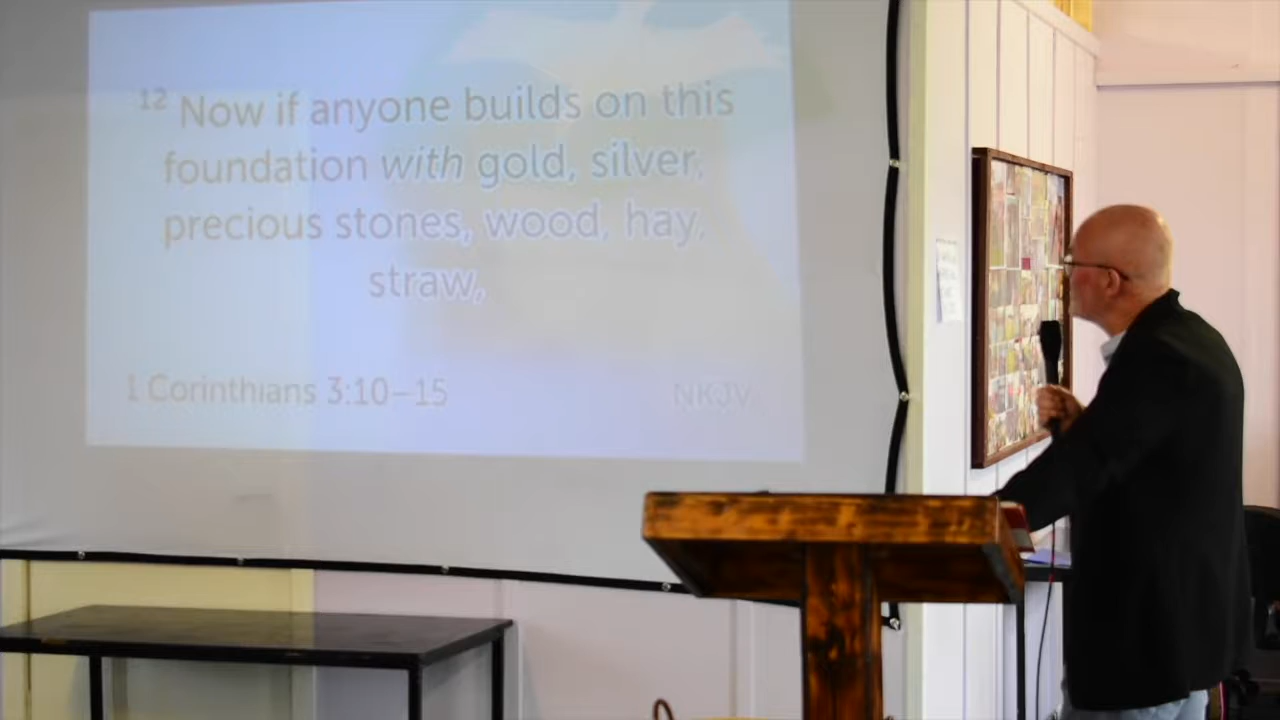 12 Now if anyone builds on this
foundation with gold, silver,
precious stones, wood, hay,
straw,
1 Corinthians 3:10–15 NKJV